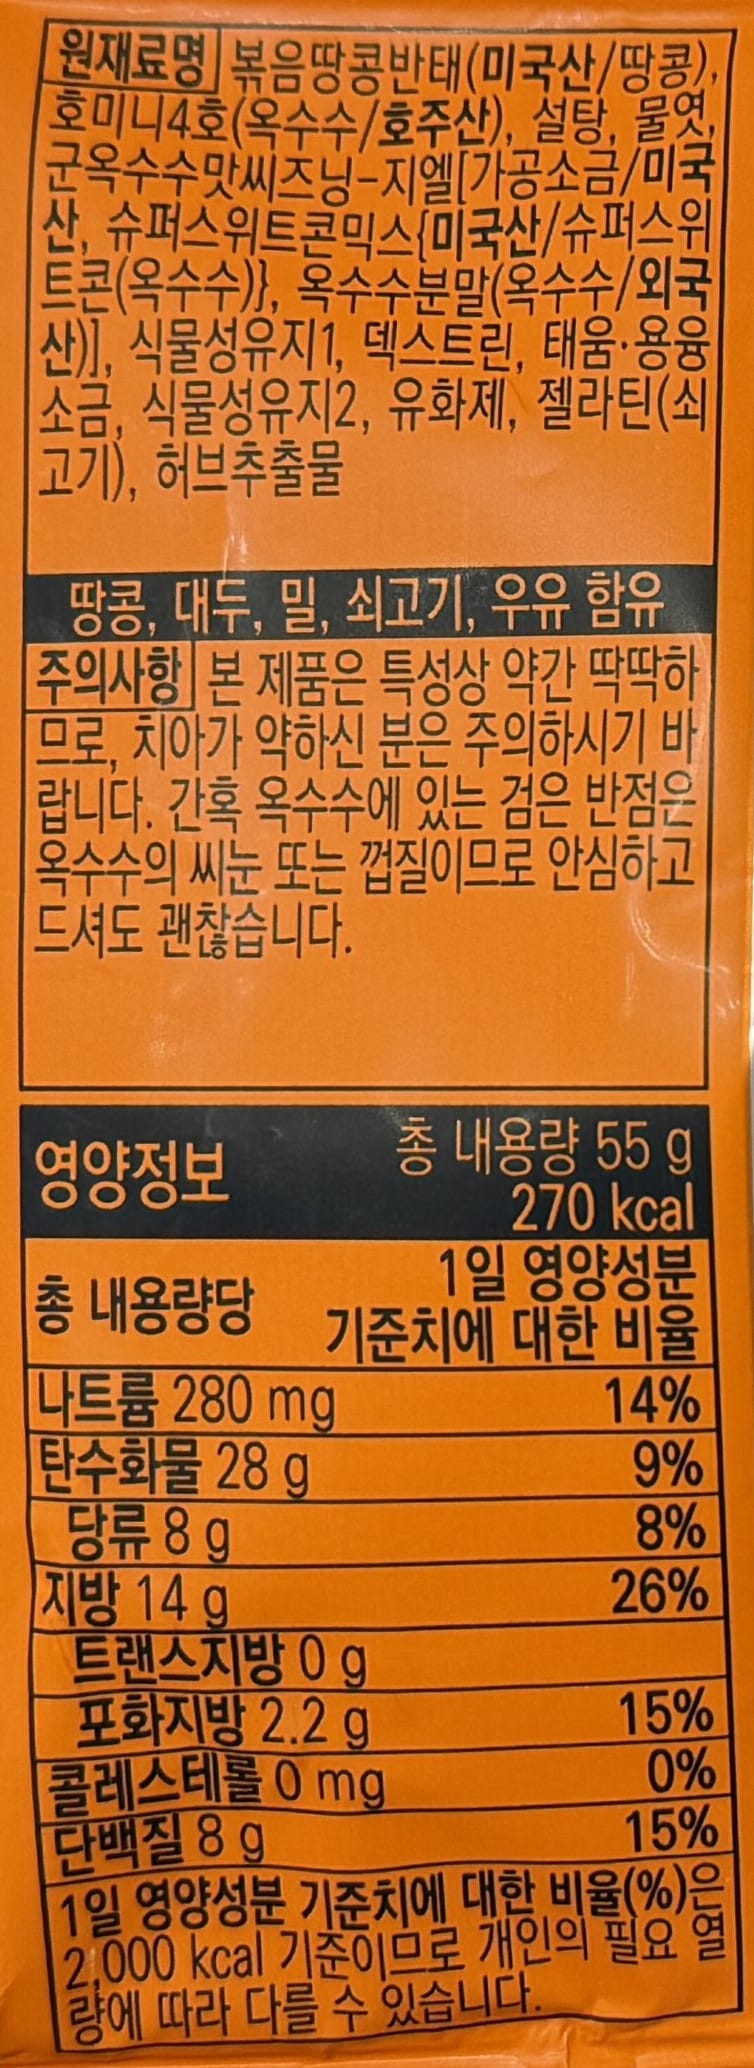 원재료명 볶음땅콩반태(미국산/땅콩),
호미니4호(옥수수/호주산), 설탕, 물엿,
군옥수수맛씨즈닝-지엘[가공소금/미국
산, 슈퍼스위트콘믹스{미국산/슈퍼스위
트콘(옥수수)}, 옥수수분말(옥수수/외국
산)], 식물성유지1, 덱스트린, 태움·용융
소금, 식물성유지2, 유화제, 젤라틴(쇠
고기), 허브추출물
땅콩, 대두, 밀, 쇠고기, 우유 함유
주의사항 본 제품은 특성상 약간 딱딱하
므로, 치아가 약하신 분은 주의하시기 바
랍니다. 간혹 옥수수에 있는 검은 반점은
옥수수의 씨눈 또는 껍질이므로 안심하고
드셔도 괜찮습니다.
영양정보
총 내용량 55 g
270 kcal
총 내용량당
1일 영양성분
기준치에 대한 비율
나트륨 280 mg 14%
탄수화물 28 g 9%
당류 8 g 8%
지방 14 g 26%
트랜스지방 0 g
포화지방 2.2 g 15%
콜레스테롤 0 mg 0%
단백질 8 g 15%
1일 영양성분 기준치에 대한 비율(%)은
2,000 kcal 기준이므로 개인의 필요 열
량에 따라 다를 수 있습니다.